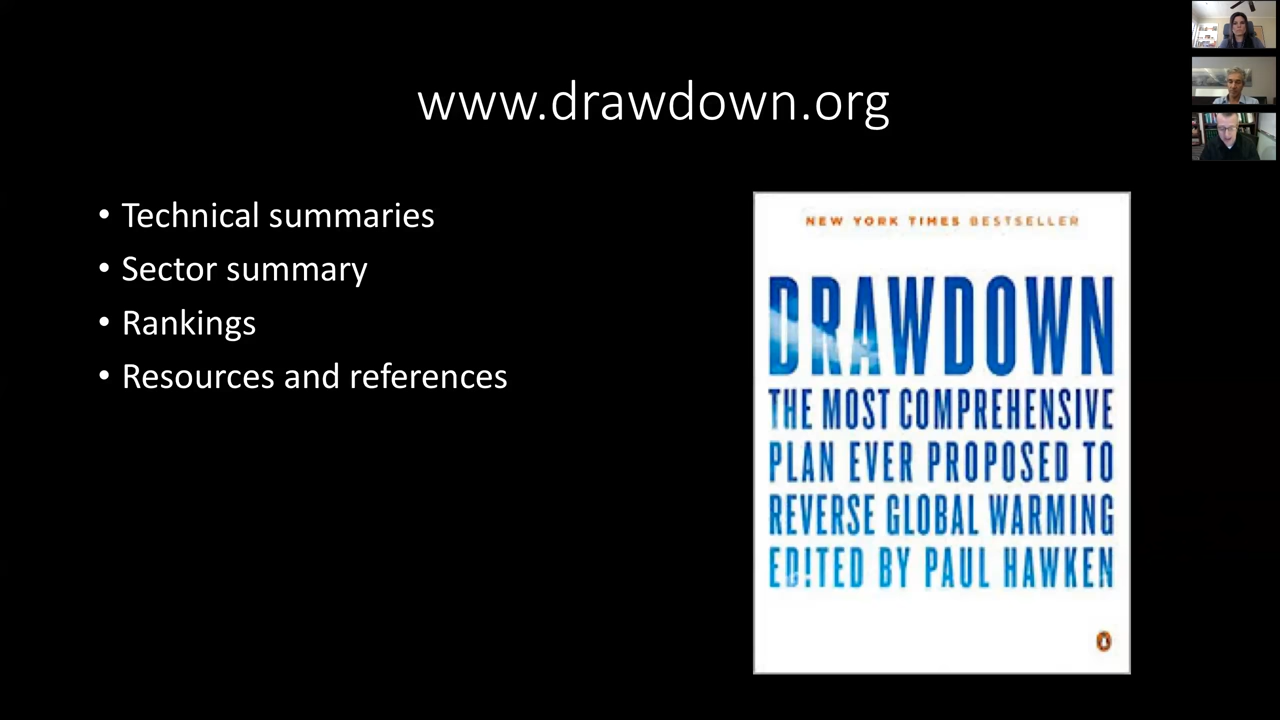 www.drawdown.org
• Technical summaries
• Sector summary
• Rankings
• Resources and references
NEW YORK TIMES BESTSELLER
DRAWDOWN
THE MOST COMPREHENSIVE
PLAN EVER PROPOSED TO
REVERSE GLOBAL WARMING
EDITED BY PAUL HAWKEN